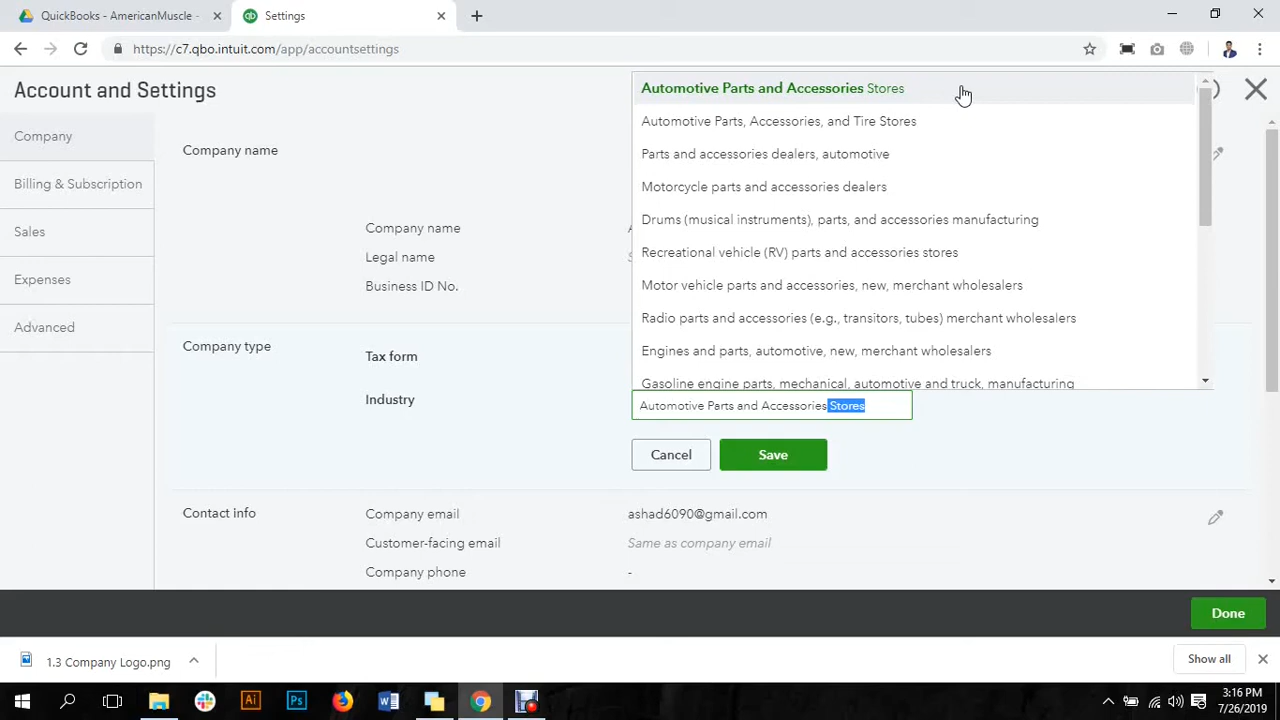 QuickBooks - AmericanMuscle -
Settings
https://c7.qbo.intuit.com/app/accountsettings
Account and Settings
Company
Billing & Subscription
Sales
Expenses
Advanced
Company name
Company name
Legal name
Business ID No.
Automotive Parts and Accessories Stores
Automotive Parts, Accessories, and Tire Stores
Parts and accessories dealers, automotive
Motorcycle parts and accessories dealers
Drums (musical instruments), parts, and accessories manufacturing
Recreational vehicle (RV) parts and accessories stores
Motor vehicle parts and accessories, new, merchant wholesalers
Radio parts and accessories (e.g., transitors, tubes) merchant wholesalers
Engines and parts, automotive, new, merchant wholesalers
Gasoline engine parts, mechanical, automotive and truck, manufacturing
Company type
Tax form
Industry
Automotive Parts and Accessories Stores
Cancel
Save
Contact info
Company email
ashad6090@gmail.com
Customer-facing email
Same as company email
Company phone
-
Done
1.3 Company Logo.png
Show all
Ai
Ps
3:16 PM
7/26/2019